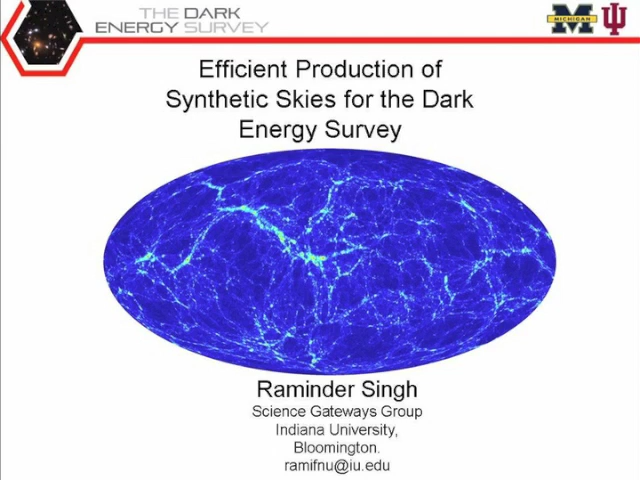 THE DARK
ENERGY SURVEY
M
MICHIGAN
Efficient Production of
Synthetic Skies for the Dark
Energy Survey
Raminder Singh
Science Gateways Group
Indiana University,
Bloomington.
ramifnu@iu.edu